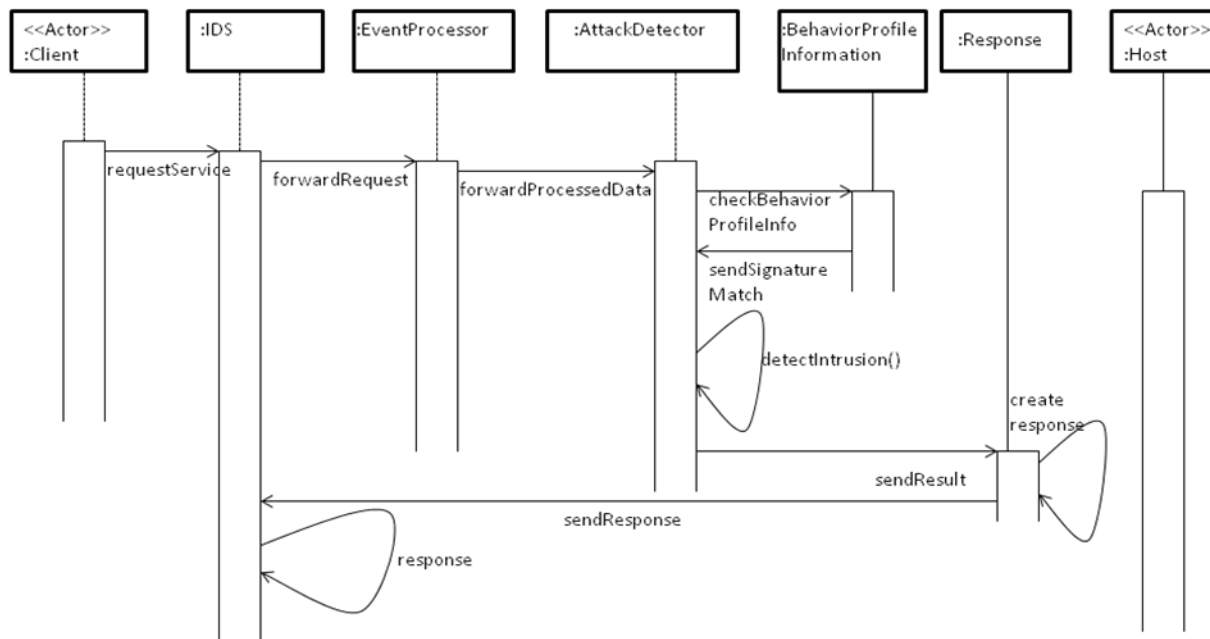 <<Actor>>
:Client
:IDS
:EventProcessor
:AttackDetector
:BehaviorProfile
Information
:Response
<<Actor>>
:Host
requestService
forwardRequest
forwardProcessedData
checkBehavior
ProfileInfo
sendSignature
Match
detectIntrusion()
create
response
sendResult
sendResponse
response